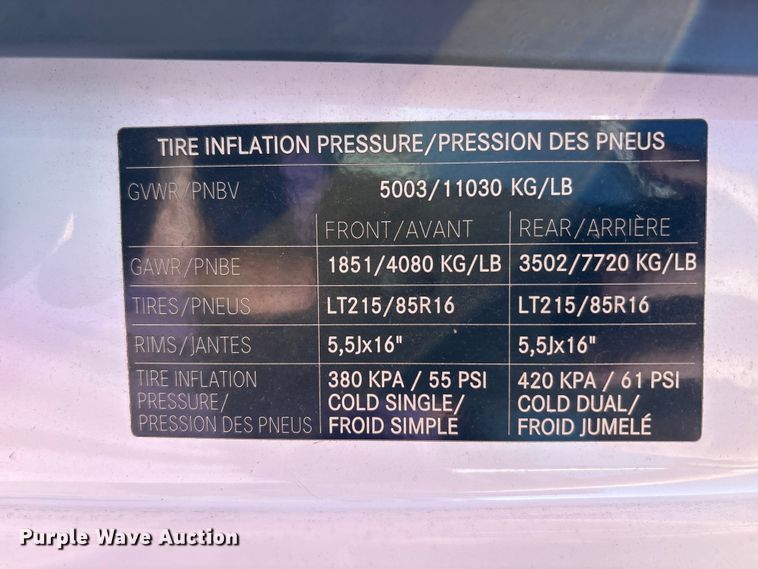 TIRE INFLATION PRESSURE/PRESSION DES PNEUS
GVWR/PNBV 5003/11030 KG/LB
FRONT/AVANT REAR/ARRIÈRE
GAWR/PNBE 1851/4080 KG/LB 3502/7720 KG/LB
TIRES/PNEUS LT215/85R16 LT215/85R16
RIMS/JANTES 5,5Jx16" 5,5Jx16"
TIRE INFLATION 380 KPA / 55 PSI 420 KPA / 61 PSI
PRESSURE/ COLD SINGLE/ COLD DUAL/
PRESSION DES PNEUS FROID SIMPLE FROID JUMELÉ
Purple Wave Auction